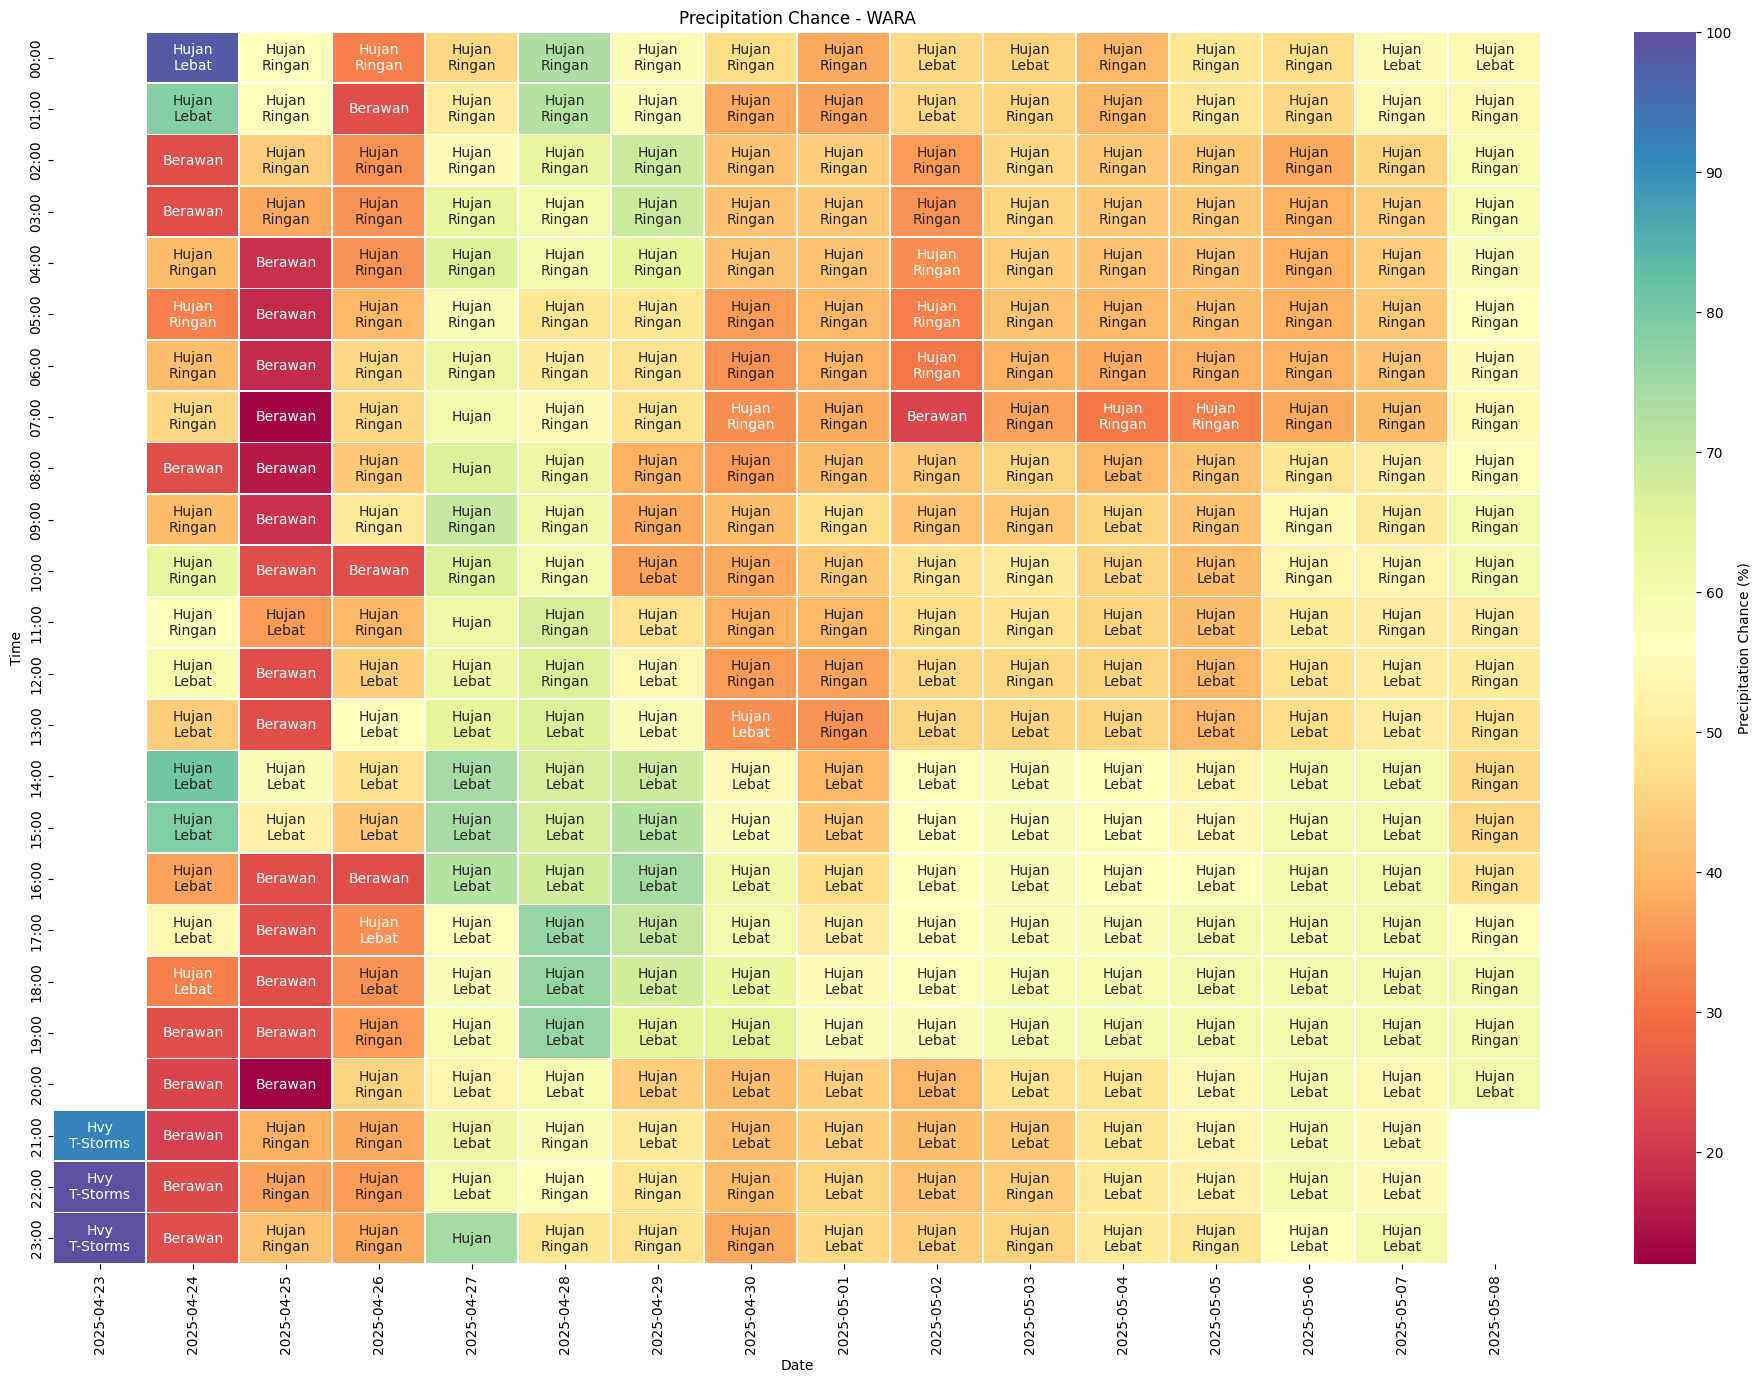 Precipitation Chance - WARA
00:00 Hujan Lebat Hujan Ringan Hujan Ringan Hujan Ringan Hujan Ringan Hujan Ringan Hujan Ringan Hujan Ringan Hujan Lebat Hujan Lebat Hujan Ringan Hujan Ringan Hujan Ringan Hujan Lebat Hujan Lebat
01:00 Hujan Lebat Hujan Ringan Berawan Hujan Ringan Hujan Ringan Hujan Ringan Hujan Ringan Hujan Ringan Hujan Lebat Hujan Ringan Hujan Ringan Hujan Ringan Hujan Ringan Hujan Ringan Hujan Ringan
02:00 Berawan Hujan Ringan Hujan Ringan Hujan Ringan Hujan Ringan Hujan Ringan Hujan Ringan Hujan Ringan Hujan Ringan Hujan Ringan Hujan Ringan Hujan Ringan Hujan Ringan Hujan Ringan Hujan Ringan
03:00 Berawan Hujan Ringan Hujan Ringan Hujan Ringan Hujan Ringan Hujan Ringan Hujan Ringan Hujan Ringan Hujan Ringan Hujan Ringan Hujan Ringan Hujan Ringan Hujan Ringan Hujan Ringan Hujan Ringan
04:00 Hujan Ringan Berawan Hujan Ringan Hujan Ringan Hujan Ringan Hujan Ringan Hujan Ringan Hujan Ringan Hujan Ringan Hujan Ringan Hujan Ringan Hujan Ringan Hujan Ringan Hujan Ringan Hujan Ringan
05:00 Hujan Ringan Berawan Hujan Ringan Hujan Ringan Hujan Ringan Hujan Ringan Hujan Ringan Hujan Ringan Hujan Ringan Hujan Ringan Hujan Ringan Hujan Ringan Hujan Ringan Hujan Ringan Hujan Ringan
06:00 Hujan Ringan Berawan Hujan Ringan Hujan Ringan Hujan Ringan Hujan Ringan Hujan Ringan Hujan Ringan Hujan Ringan Hujan Ringan Hujan Ringan Hujan Ringan Hujan Ringan Hujan Ringan Hujan Ringan
07:00 Hujan Ringan Berawan Hujan Ringan Hujan Hujan Ringan Hujan Ringan Hujan Ringan Hujan Ringan Berawan Hujan Ringan Hujan Ringan Hujan Ringan Hujan Ringan Hujan Ringan Hujan Ringan
08:00 Berawan Berawan Hujan Ringan Hujan Hujan Ringan Hujan Ringan Hujan Ringan Hujan Ringan Hujan Ringan Hujan Ringan Hujan Lebat Hujan Ringan Hujan Ringan Hujan Ringan Hujan Ringan
09:00 Hujan Ringan Berawan Hujan Ringan Hujan Ringan Hujan Ringan Hujan Ringan Hujan Ringan Hujan Ringan Hujan Ringan Hujan Ringan Hujan Lebat Hujan Ringan Hujan Ringan Hujan Ringan Hujan Ringan
10:00 Hujan Ringan Berawan Berawan Hujan Ringan Hujan Ringan Hujan Lebat Hujan Ringan Hujan Ringan Hujan Ringan Hujan Ringan Hujan Lebat Hujan Lebat Hujan Ringan Hujan Ringan Hujan Ringan
11:00 Hujan Ringan Hujan Lebat Hujan Ringan Hujan Hujan Ringan Hujan Lebat Hujan Ringan Hujan Ringan Hujan Ringan Hujan Ringan Hujan Lebat Hujan Lebat Hujan Lebat Hujan Ringan Hujan Ringan
12:00 Hujan Lebat Berawan Hujan Lebat Hujan Lebat Hujan Ringan Hujan Lebat Hujan Ringan Hujan Ringan Hujan Lebat Hujan Ringan Hujan Lebat Hujan Lebat Hujan Lebat Hujan Lebat Hujan Ringan
13:00 Hujan Lebat Berawan Hujan Lebat Hujan Lebat Hujan Lebat Hujan Lebat Hujan Lebat Hujan Ringan Hujan Lebat Hujan Lebat Hujan Lebat Hujan Lebat Hujan Lebat Hujan Lebat Hujan Ringan
14:00 Hujan Lebat Hujan Lebat Hujan Lebat Hujan Lebat Hujan Lebat Hujan Lebat Hujan Lebat Hujan Lebat Hujan Lebat Hujan Lebat Hujan Lebat Hujan Lebat Hujan Lebat Hujan Lebat Hujan Ringan
15:00 Hujan Lebat Hujan Lebat Hujan Lebat Hujan Lebat Hujan Lebat Hujan Lebat Hujan Lebat Hujan Lebat Hujan Lebat Hujan Lebat Hujan Lebat Hujan Lebat Hujan Lebat Hujan Lebat Hujan Ringan
16:00 Hujan Lebat Berawan Berawan Hujan Lebat Hujan Lebat Hujan Lebat Hujan Lebat Hujan Lebat Hujan Lebat Hujan Lebat Hujan Lebat Hujan Lebat Hujan Lebat Hujan Lebat Hujan Ringan
17:00 Hujan Lebat Berawan Hujan Lebat Hujan Lebat Hujan Lebat Hujan Lebat Hujan Lebat Hujan Lebat Hujan Lebat Hujan Lebat Hujan Lebat Hujan Lebat Hujan Lebat Hujan Lebat Hujan Ringan
18:00 Hujan Lebat Berawan Hujan Lebat Hujan Lebat Hujan Lebat Hujan Lebat Hujan Lebat Hujan Lebat Hujan Lebat Hujan Lebat Hujan Lebat Hujan Lebat Hujan Lebat Hujan Lebat Hujan Ringan
19:00 Berawan Berawan Hujan Ringan Hujan Lebat Hujan Lebat Hujan Lebat Hujan Lebat Hujan Lebat Hujan Lebat Hujan Lebat Hujan Lebat Hujan Lebat Hujan Lebat Hujan Lebat Hujan Ringan
20:00 Berawan Berawan Hujan Ringan Hujan Lebat Hujan Lebat Hujan Lebat Hujan Lebat Hujan Lebat Hujan Lebat Hujan Lebat Hujan Lebat Hujan Lebat Hujan Lebat Hujan Lebat Hujan Lebat
21:00 Hvy T-Storms Berawan Hujan Ringan Hujan Ringan Hujan Lebat Hujan Ringan Hujan Lebat Hujan Lebat Hujan Lebat Hujan Lebat Hujan Lebat Hujan Lebat Hujan Lebat Hujan Lebat Hujan Lebat
22:00 Hvy T-Storms Berawan Hujan Ringan Hujan Ringan Hujan Lebat Hujan Ringan Hujan Ringan Hujan Ringan Hujan Lebat Hujan Lebat Hujan Ringan Hujan Lebat Hujan Lebat Hujan Lebat Hujan Lebat
23:00 Hvy T-Storms Berawan Hujan Ringan Hujan Ringan Hujan Hujan Ringan Hujan Ringan Hujan Ringan Hujan Lebat Hujan Lebat Hujan Ringan Hujan Lebat Hujan Ringan Hujan Lebat Hujan Lebat
Time
2025-04-23 2025-04-24 2025-04-25 2025-04-26 2025-04-27 2025-04-28 2025-04-29 2025-04-30 2025-05-01 2025-05-02 2025-05-03 2025-05-04 2025-05-05 2025-05-06 2025-05-07 2025-05-08
Date
100
90
80
70
60
50
40
30
20
Precipitation Chance (%)